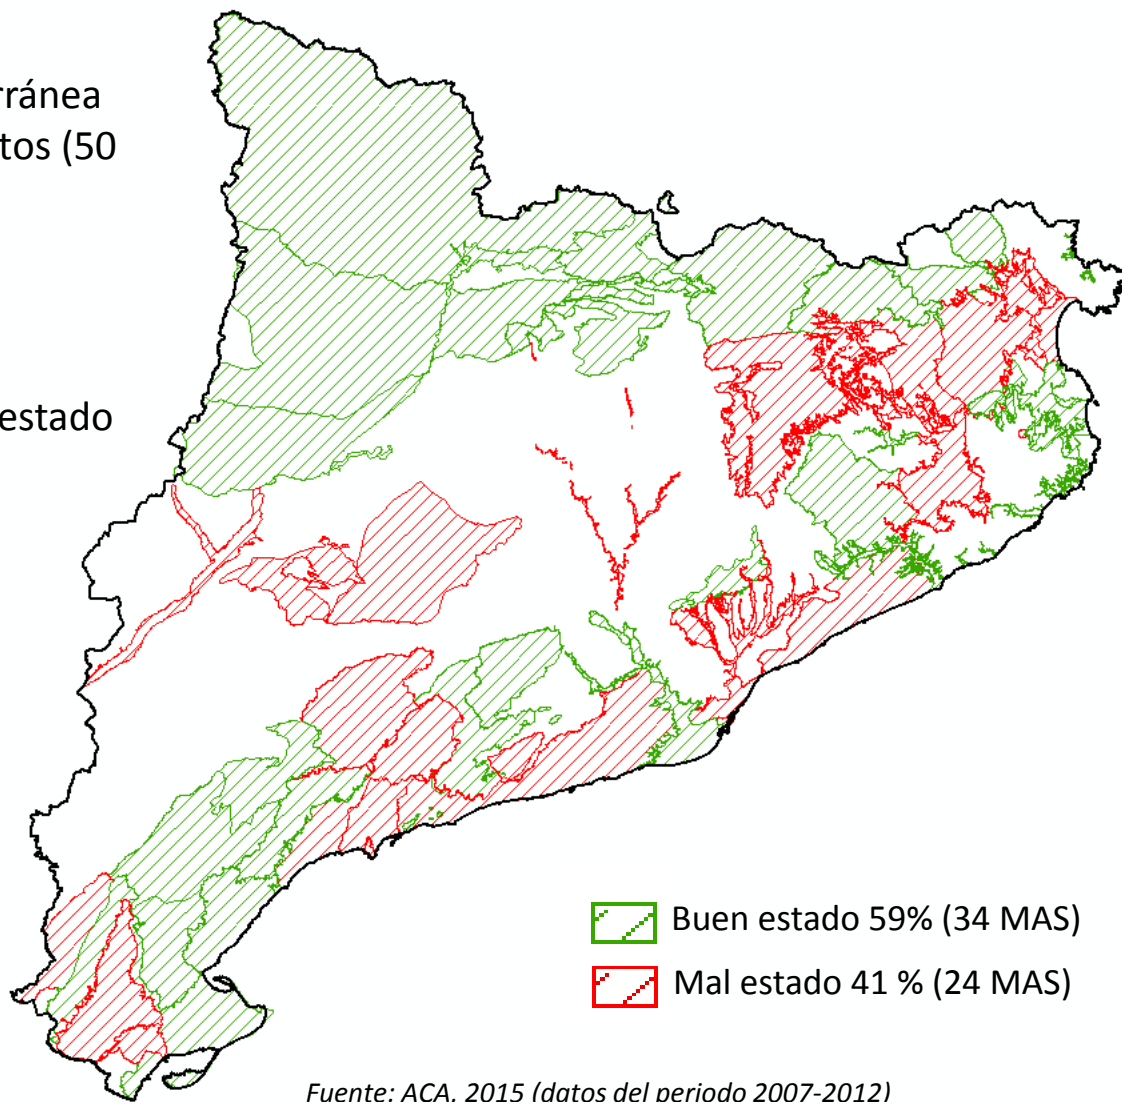 rránea
tos (50
estado
Buen estado 59% (34 MAS)
Mal estado 41 % (24 MAS)
Fuente: ACA, 2015 (datos del periodo 2007-2012)